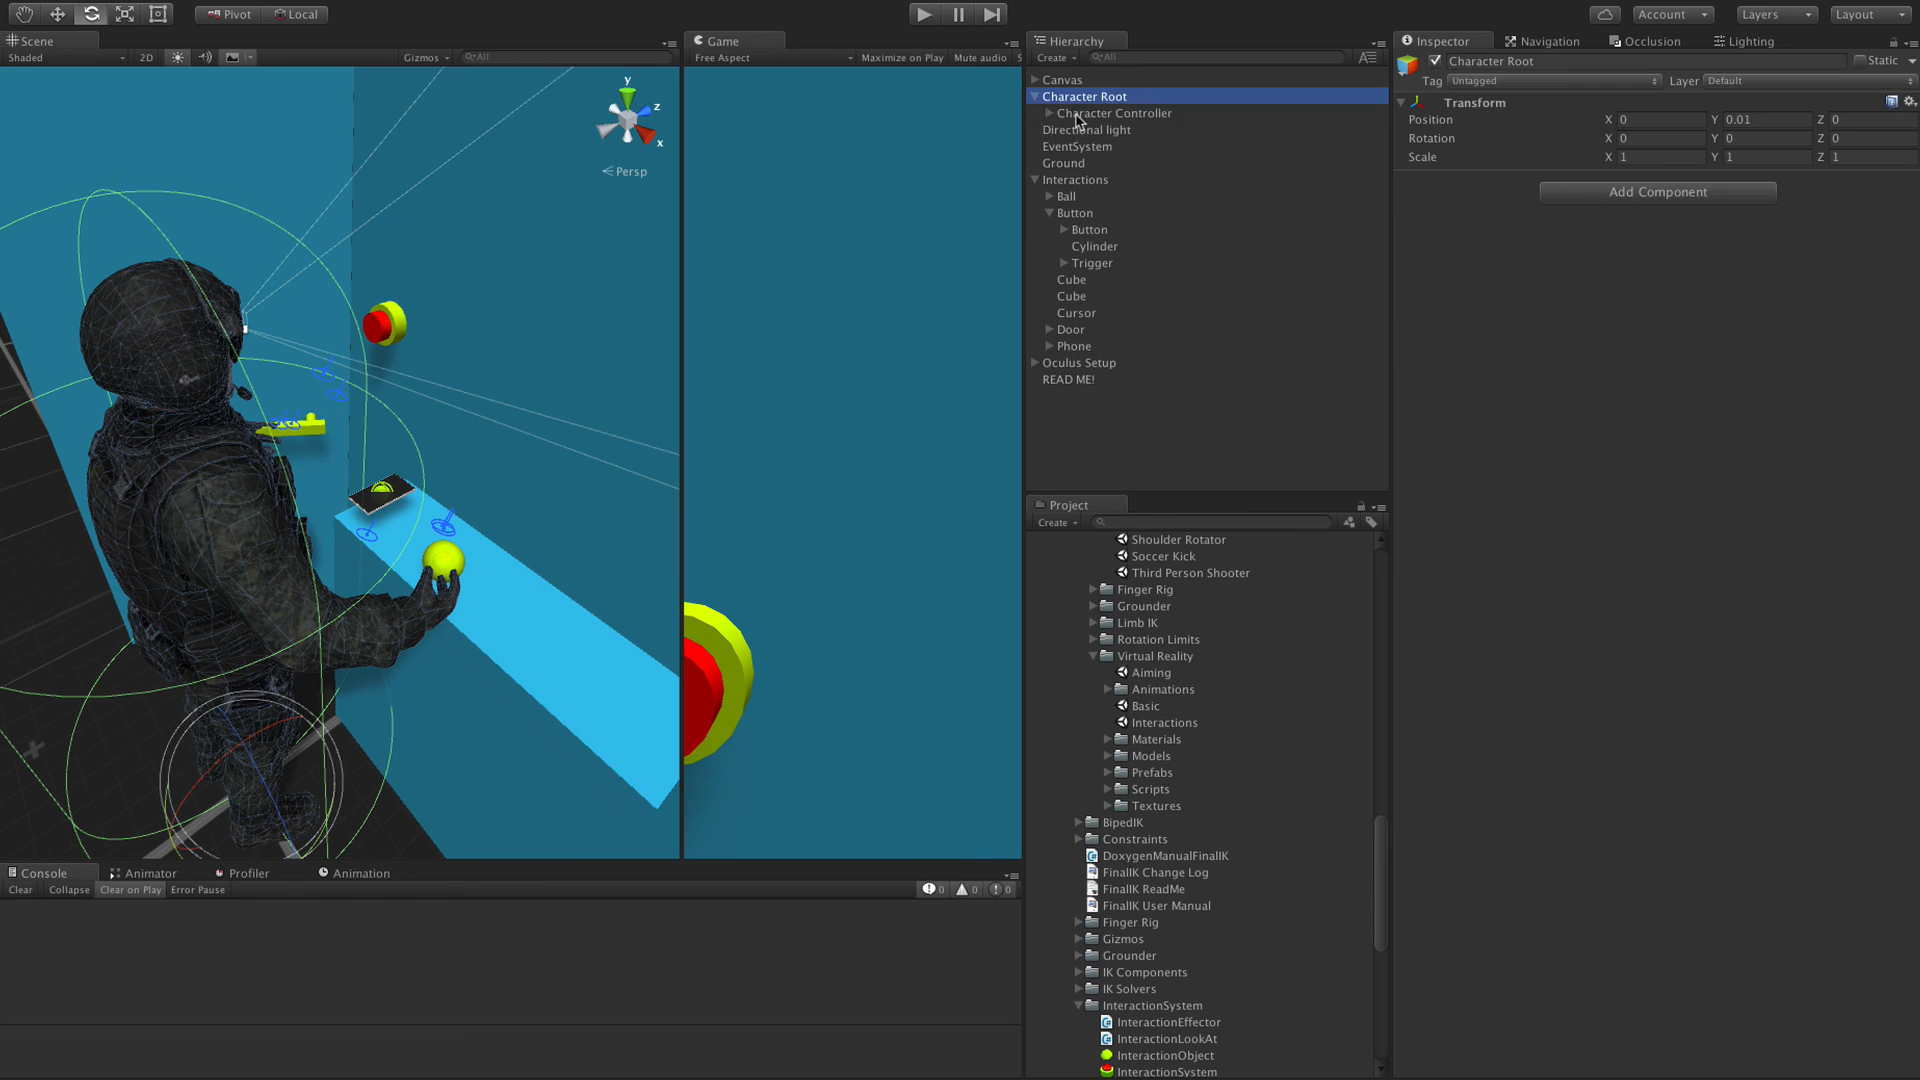 Pivot Local Account Layers Layout
Scene
Shaded 2D Gizmos All
y
z
x
Persp
Game
Free Aspect Maximize on Play Mute audio S
Hierarchy
Create All
Canvas
Character Root
Character Controller
Directional light
EventSystem
Ground
Interactions
Ball
Button
Button
Cylinder
Trigger
Cube
Cube
Cursor
Door
Phone
Oculus Setup
READ ME!
Inspector Navigation Occlusion Lighting
Character Root Static
Tag Untagged Layer Default
Transform
Position X 0 Y 0.01 Z 0
Rotation X 0 Y 0 Z 0
Scale X 1 Y 1 Z 1
Add Component
Project
Create
Shoulder Rotator
Soccer Kick
Third Person Shooter
Finger Rig
Grounder
Limb IK
Rotation Limits
Virtual Reality
Aiming
Animations
Basic
Interactions
Materials
Models
Prefabs
Scripts
Textures
BipedIK
Constraints
DoxygenManualFinalIK
FinalIK Change Log
FinalIK ReadMe
FinalIK User Manual
Finger Rig
Gizmos
Grounder
IK Components
IK Solvers
InteractionSystem
InteractionEffector
InteractionLookAt
InteractionObject
InteractionSystem
Console Animator Profiler Animation
Clear Collapse Clear on Play Error Pause 0 0 0